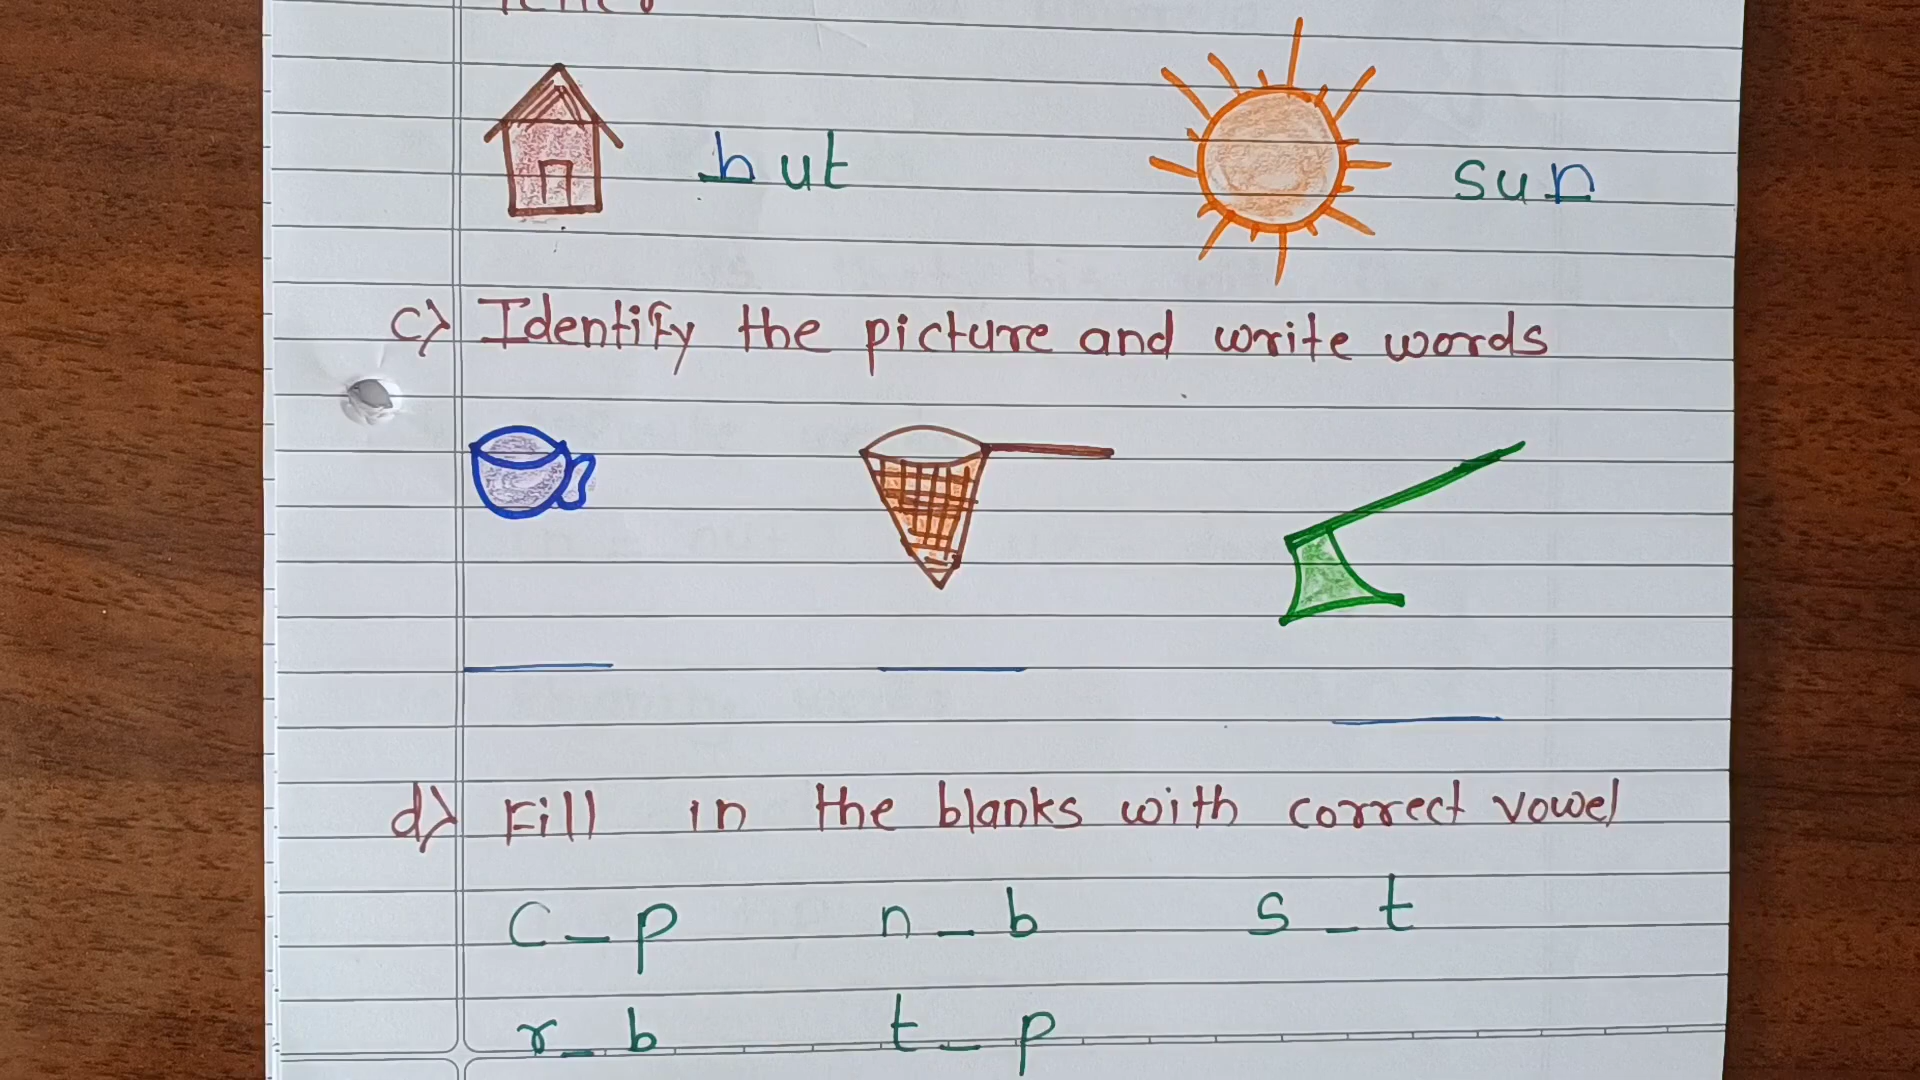 hut sun
c) Identify the picture and write words
d) Fill in the blanks with correct vowel
c_p n_b s_t
r_b t_p